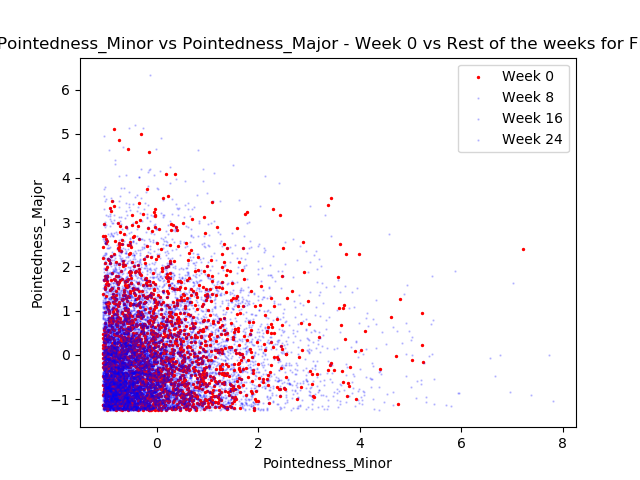 Pointedness_Minor vs Pointedness_Major - Week 0 vs Rest of the weeks for F
Week 0
Week 8
Week 16
Week 24
6
5
4
3
2
1
0
−1
Pointedness_Major
0 2 4 6 8
Pointedness_Minor